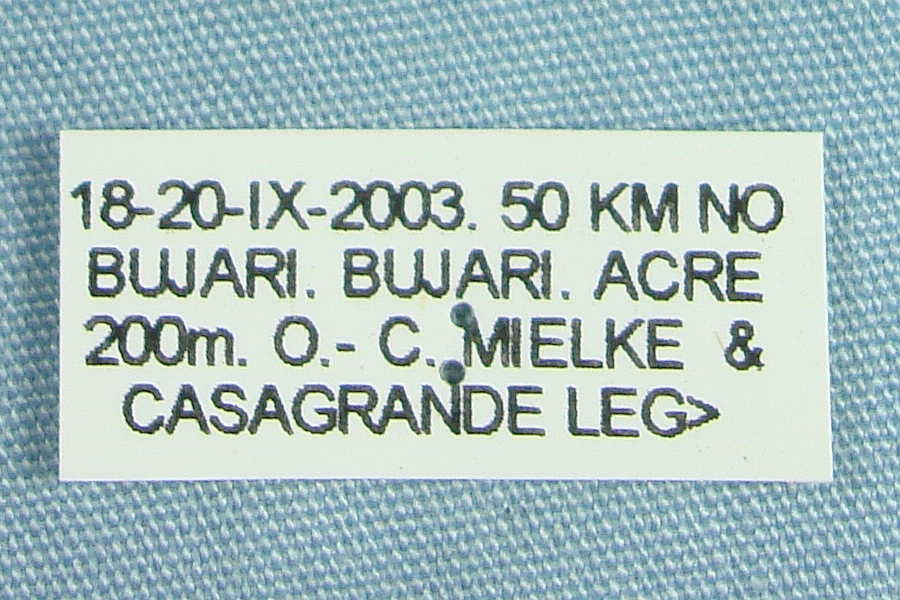 18-20-IX-2003. 50 KM NO
BUJARI. BUJARI. ACRE
200m. O.- C. MIELKE &
CASAGRANDE LEG>